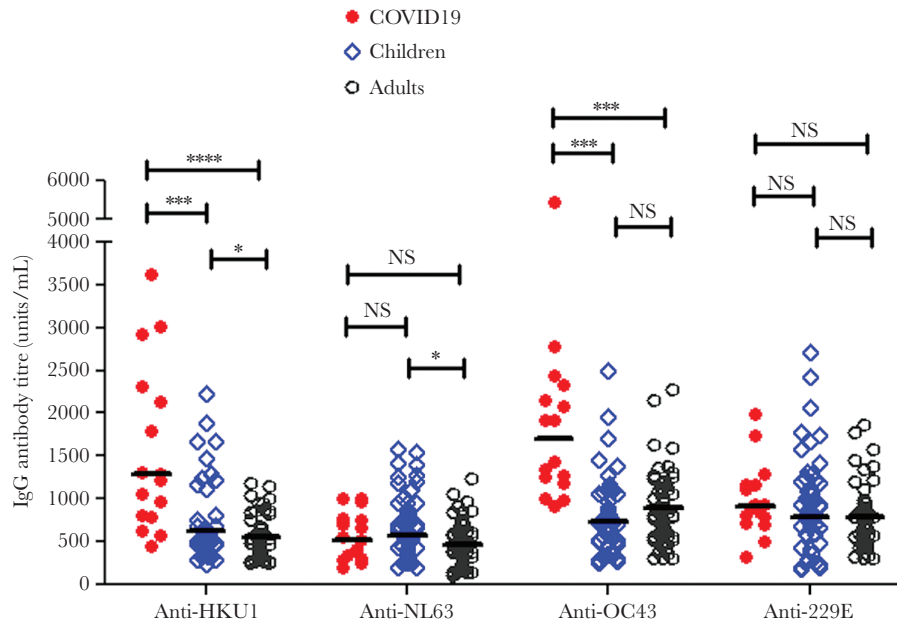 COVID19
Children
Adults
IgG antibody titre (units/mL)
6000
5000
4000
3500
3000
2500
2000
1500
1000
500
0
****
***
*
NS
NS
*
***
***
NS
NS
NS
NS
Anti-HKU1
Anti-NL63
Anti-OC43
Anti-229E